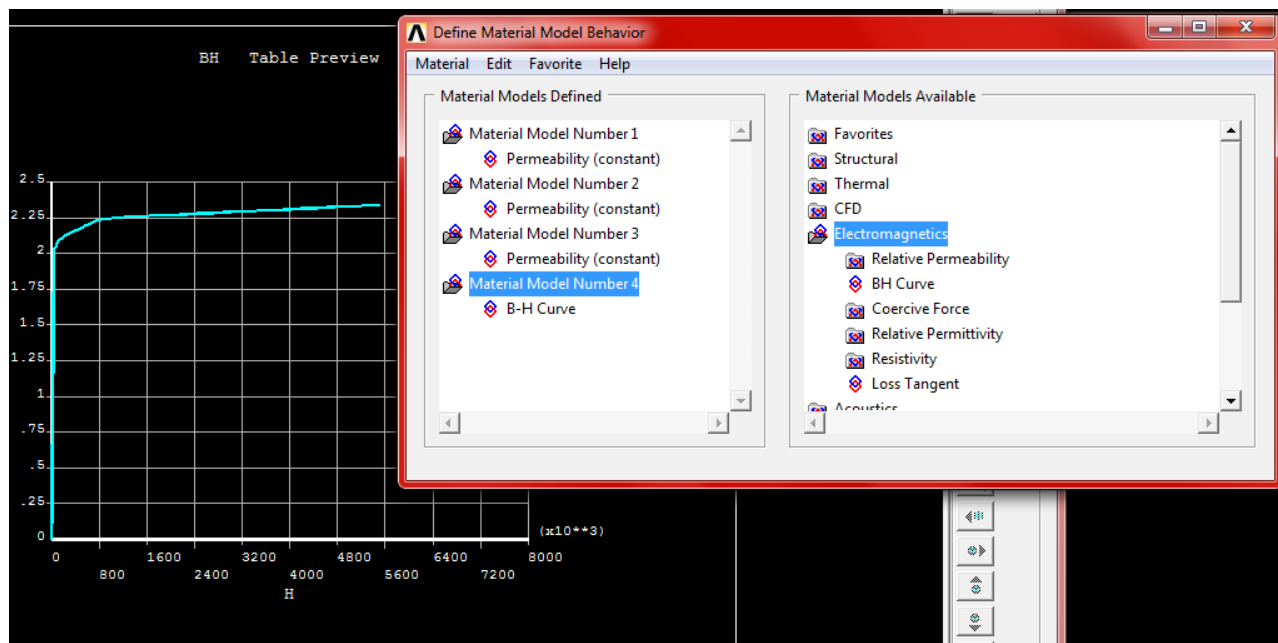 BH Table Preview
2.5
2.25
2
1.75
1.5
1.25
1
.75
.5
.25
0
0
800
1600
2400
3200
4000
4800
5600
6400
7200
8000
(x10**3)
H
Define Material Model Behavior
Material Edit Favorite Help
Material Models Defined
Material Model Number 1
Permeability (constant)
Material Model Number 2
Permeability (constant)
Material Model Number 3
Permeability (constant)
Material Model Number 4
B-H Curve
Material Models Available
Favorites
Structural
Thermal
CFD
Electromagnetics
Relative Permeability
BH Curve
Coercive Force
Relative Permittivity
Resistivity
Loss Tangent
Acoustics